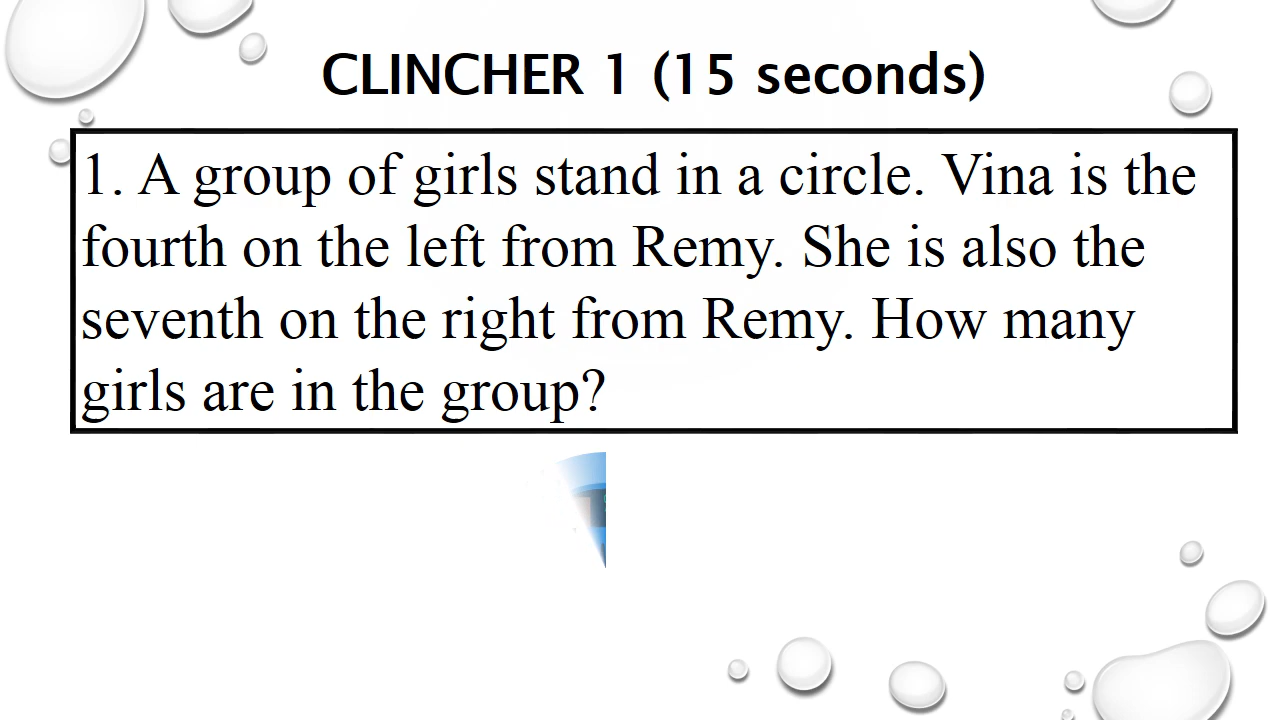 CLINCHER 1 (15 seconds)
1. A group of girls stand in a circle. Vina is the
fourth on the left from Remy. She is also the
seventh on the right from Remy. How many
girls are in the group?